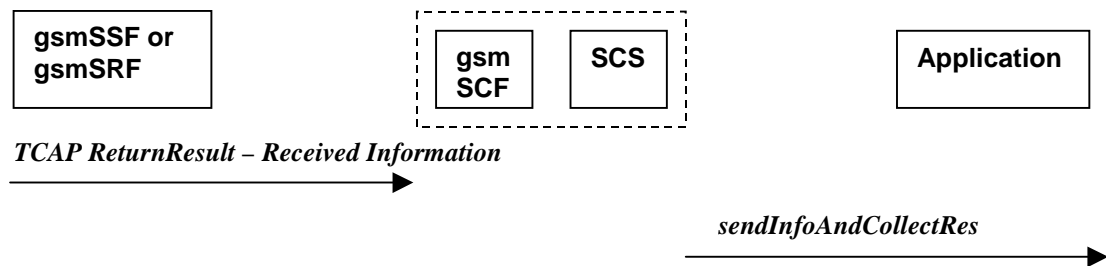 gsmSSF or
gsmSRF
gsm
SCF
SCS
Application
TCAP ReturnResult – Received Information
sendInfoAndCollectRes